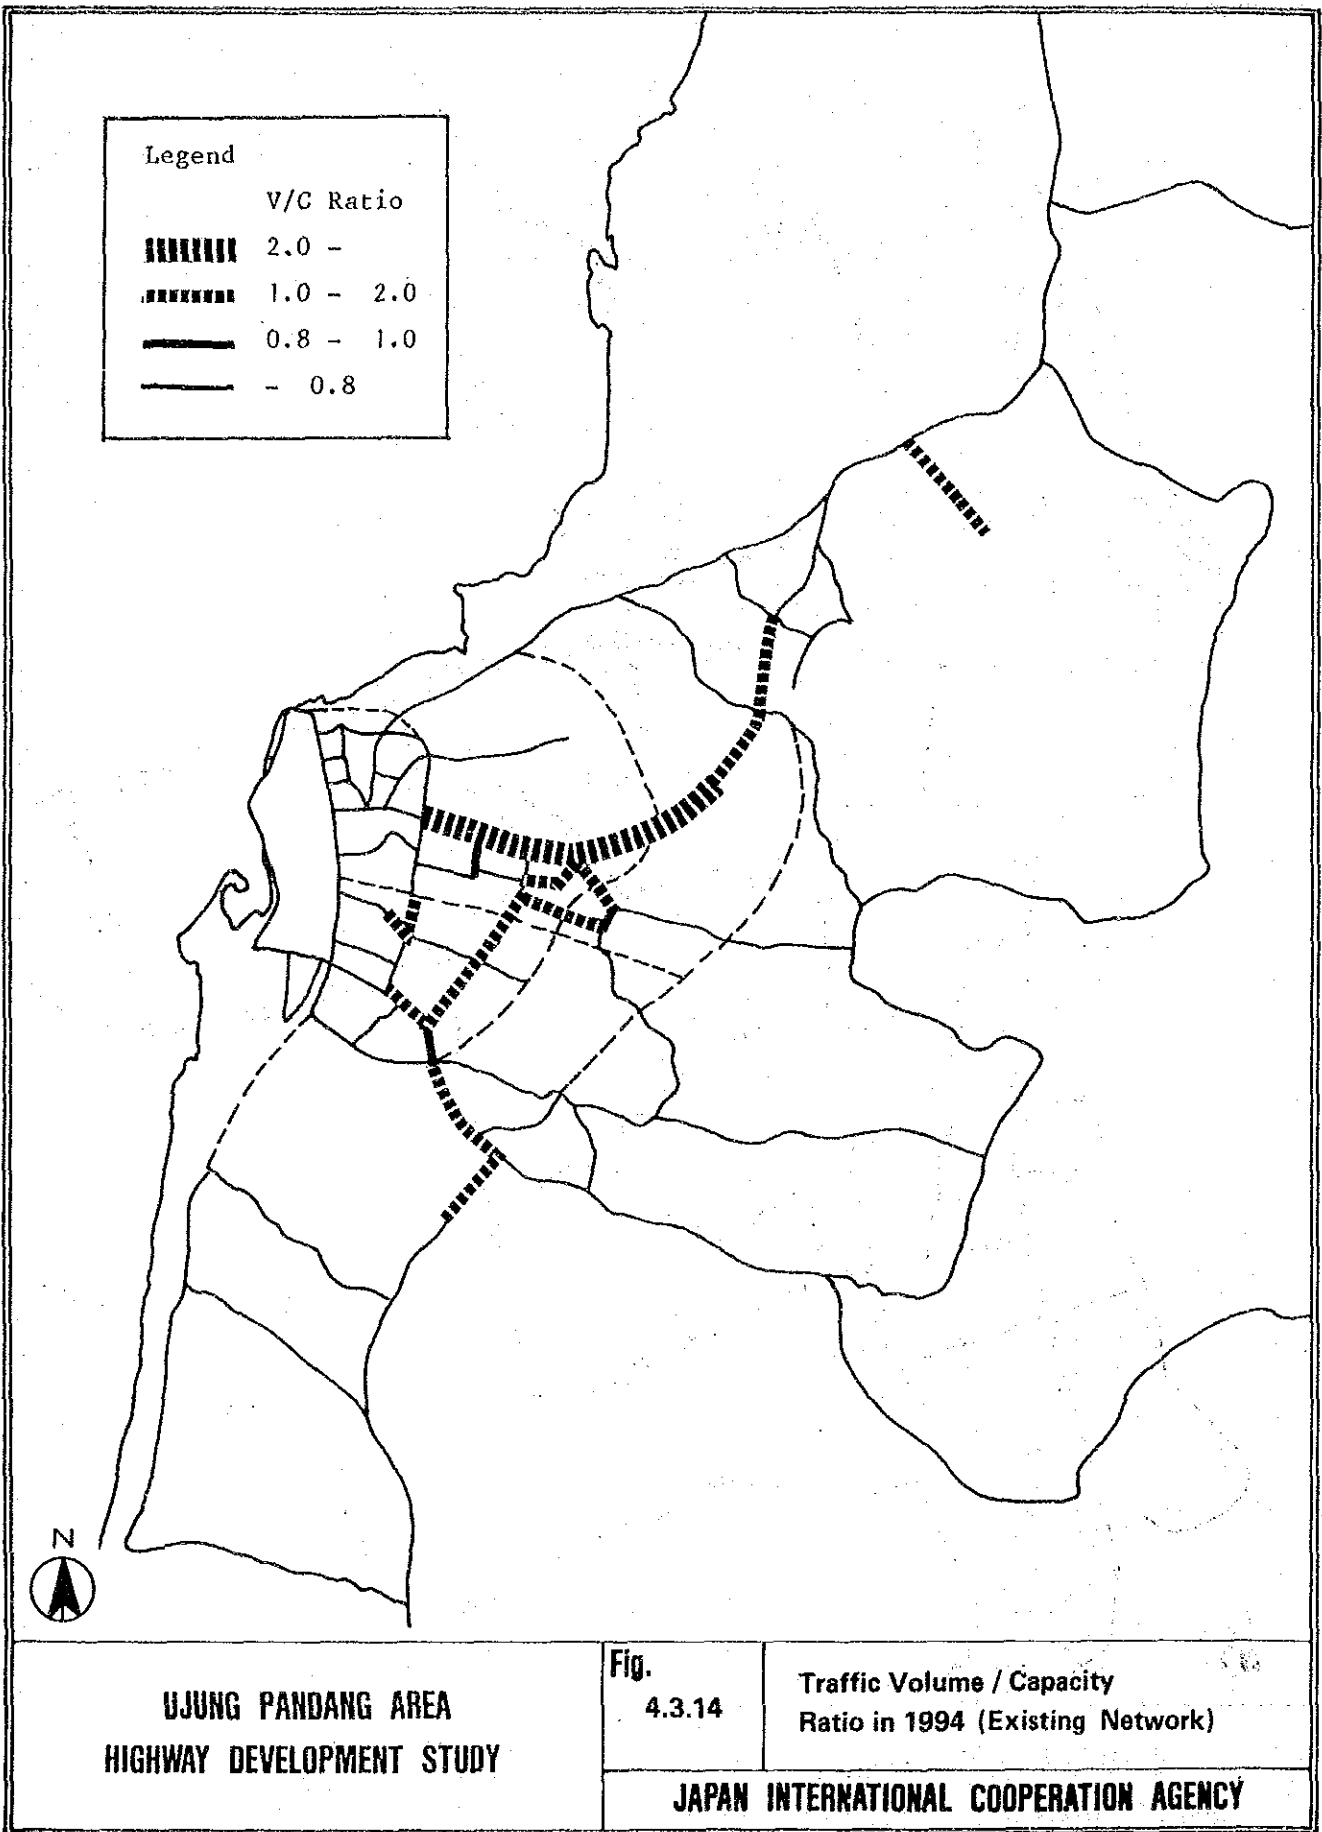 Legend
V/C Ratio
2.0 -
1.0 - 2.0
0.8 - 1.0
- 0.8
N
UJUNG PANDANG AREA
HIGHWAY DEVELOPMENT STUDY
Fig.
4.3.14
Traffic Volume / Capacity
Ratio in 1994 (Existing Network)
JAPAN INTERNATIONAL COOPERATION AGENCY